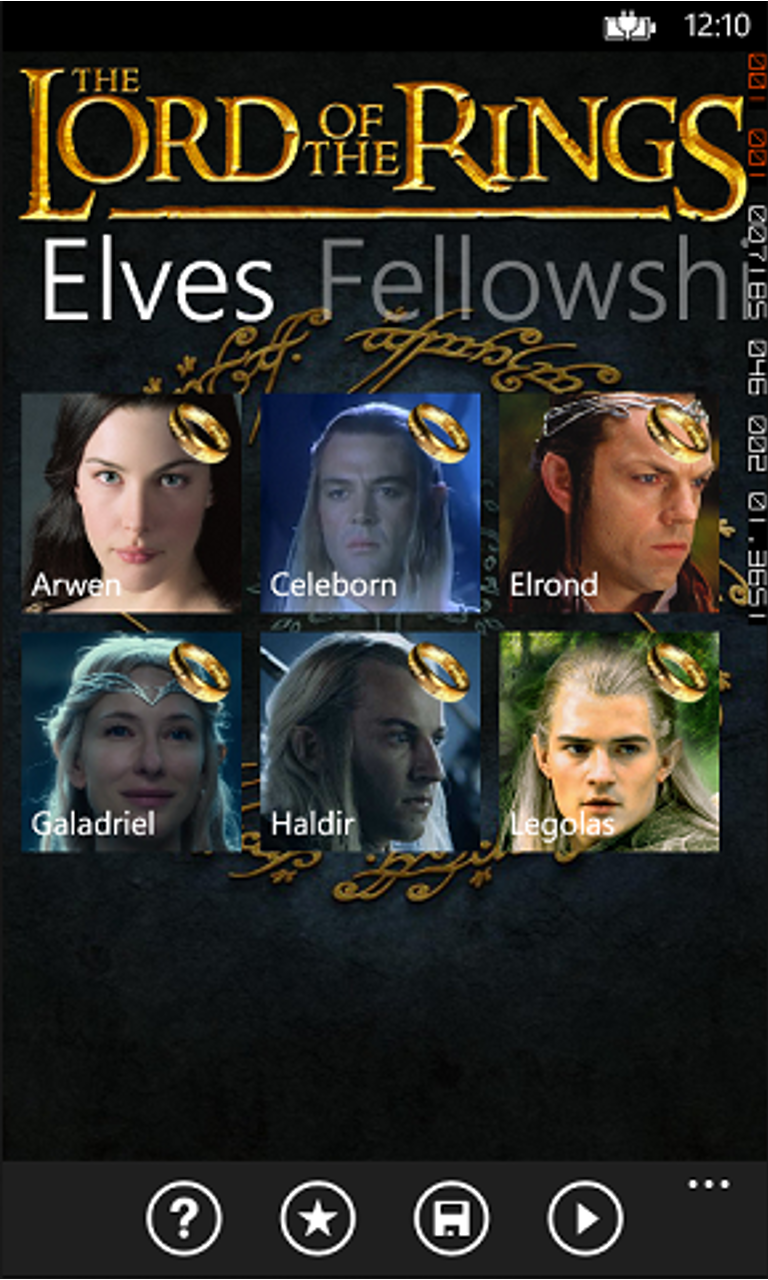 12:10
THE
LORD OF THE RINGS
Elves Fellowshi
Arwen Celeborn Elrond
Galadriel Haldir Legolas
?